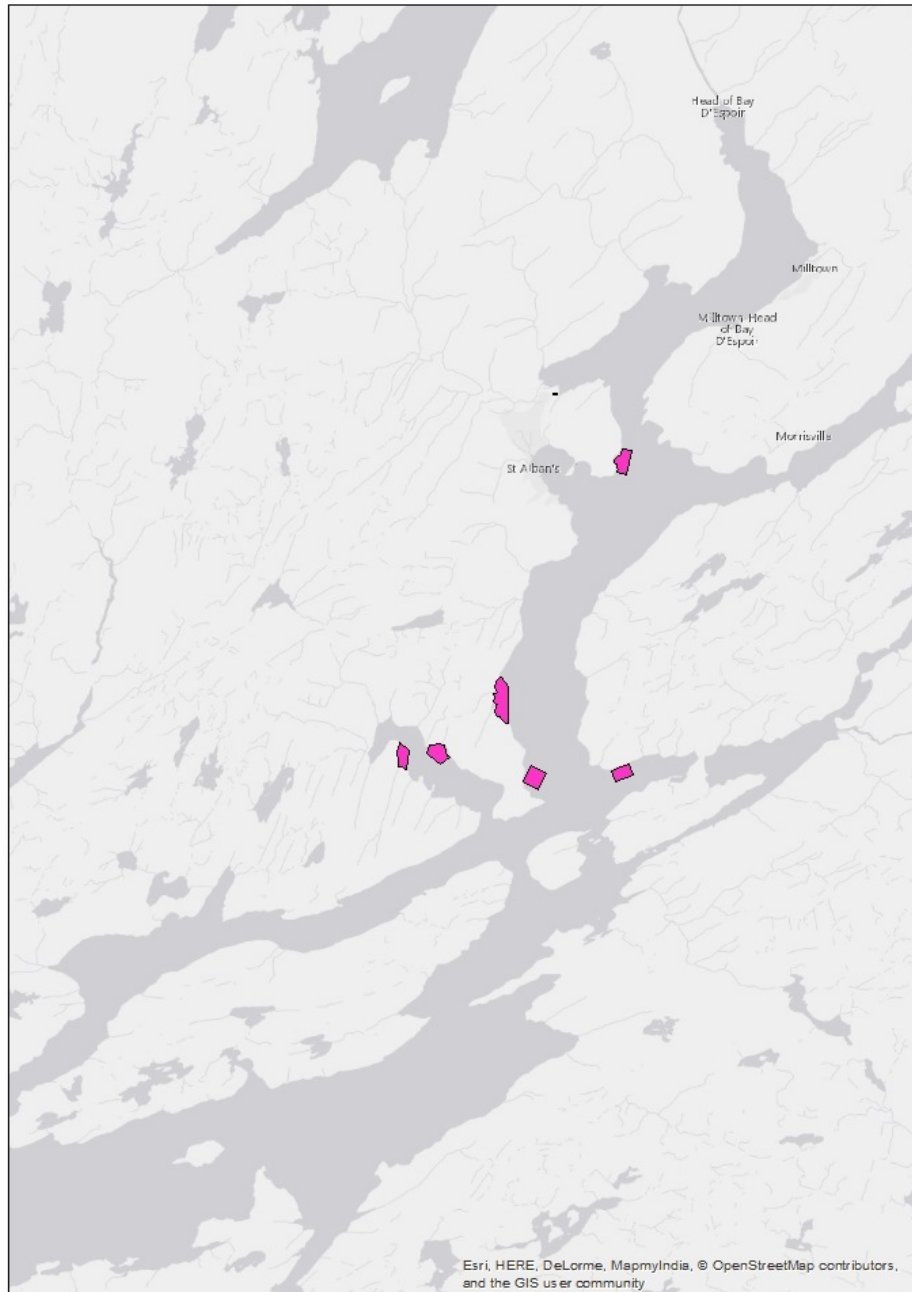 Head of Bay
D'Espoir
Milltown
Milltown-Head
of Bay
D'Espoir
Morrisville
St Alban's
Esri, HERE, DeLorme, MapmyIndia, © OpenStreetMap contributors,
and the GIS user community